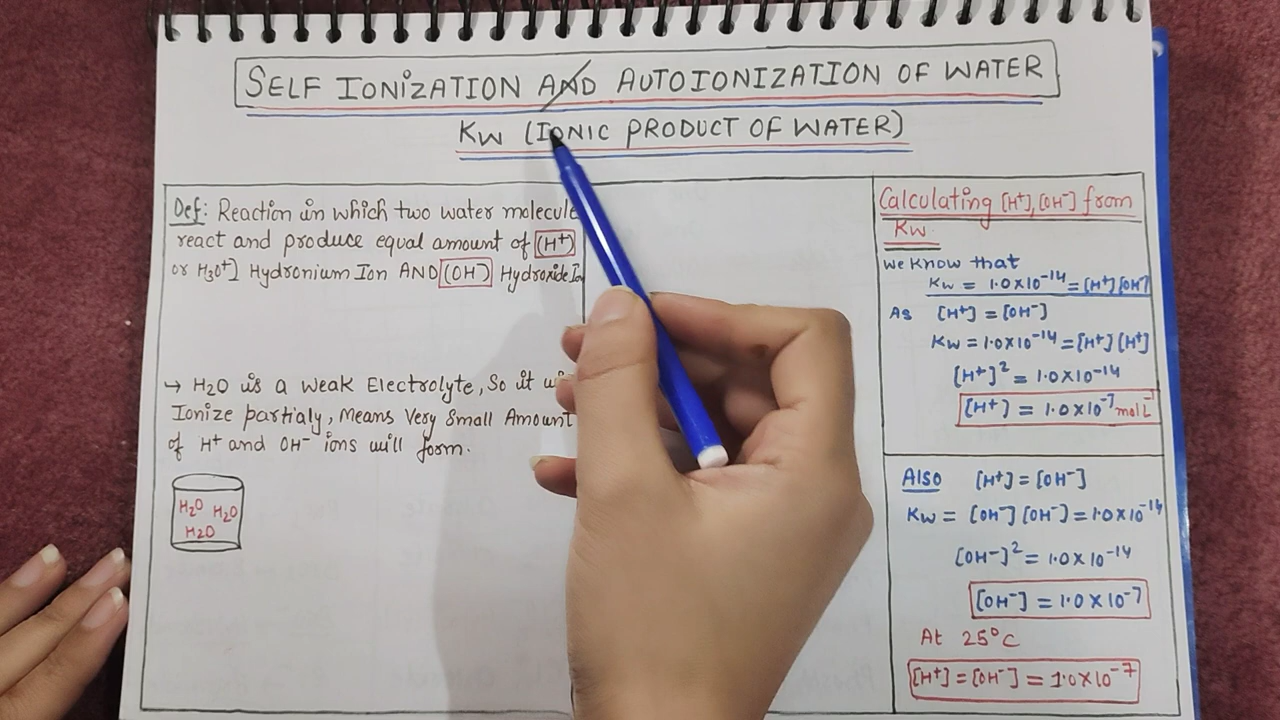 SELF IONIZATION AND AUTOIONIZATION OF WATER
Kw (IONIC PRODUCT OF WATER)
Def: Reaction in which two water molecule
react and produce equal amount of (H⁺)
or H₃O⁺] Hydronium Ion AND (OH⁻) Hydroxide Ion
→ H₂O is a weak Electrolyte, So it
Ionize partialy, Means Very Small Amount
of H⁺ and OH⁻ ions will form.
H₂O H₂O
H₂O
Calculating [H⁺], [OH⁻] from
Kw.
we know that
Kw = 1.0×10⁻¹⁴ = [H⁺][OH⁻]
As [H⁺] = [OH⁻]
Kw = 1.0×10⁻¹⁴ = [H⁺][H⁺]
[H⁺]² = 1.0×10⁻¹⁴
[H⁺] = 1.0×10⁻⁷ mol L⁻¹
Also [H⁺] = [OH⁻]
Kw = [OH⁻][OH⁻] = 1.0×10⁻¹⁴
[OH⁻]² = 1.0×10⁻¹⁴
[OH⁻] = 1.0×10⁻⁷
At 25°C
[H⁺] = [OH⁻] = 1.0×10⁻⁷